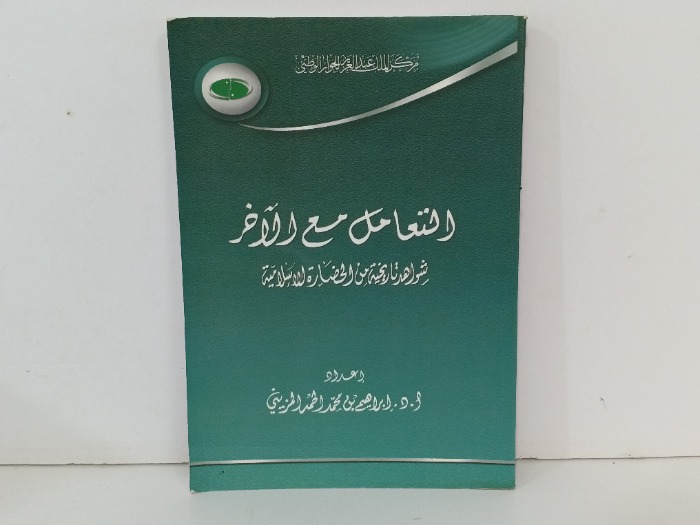 مركز الملك عبدالعزيز للحوار الوطني
التعامل مع الآخر
شواهد تاريخية من الحضارة الإسلامية
إعداد
أ.د. إبراهيم بن محمد الحمد المزيني